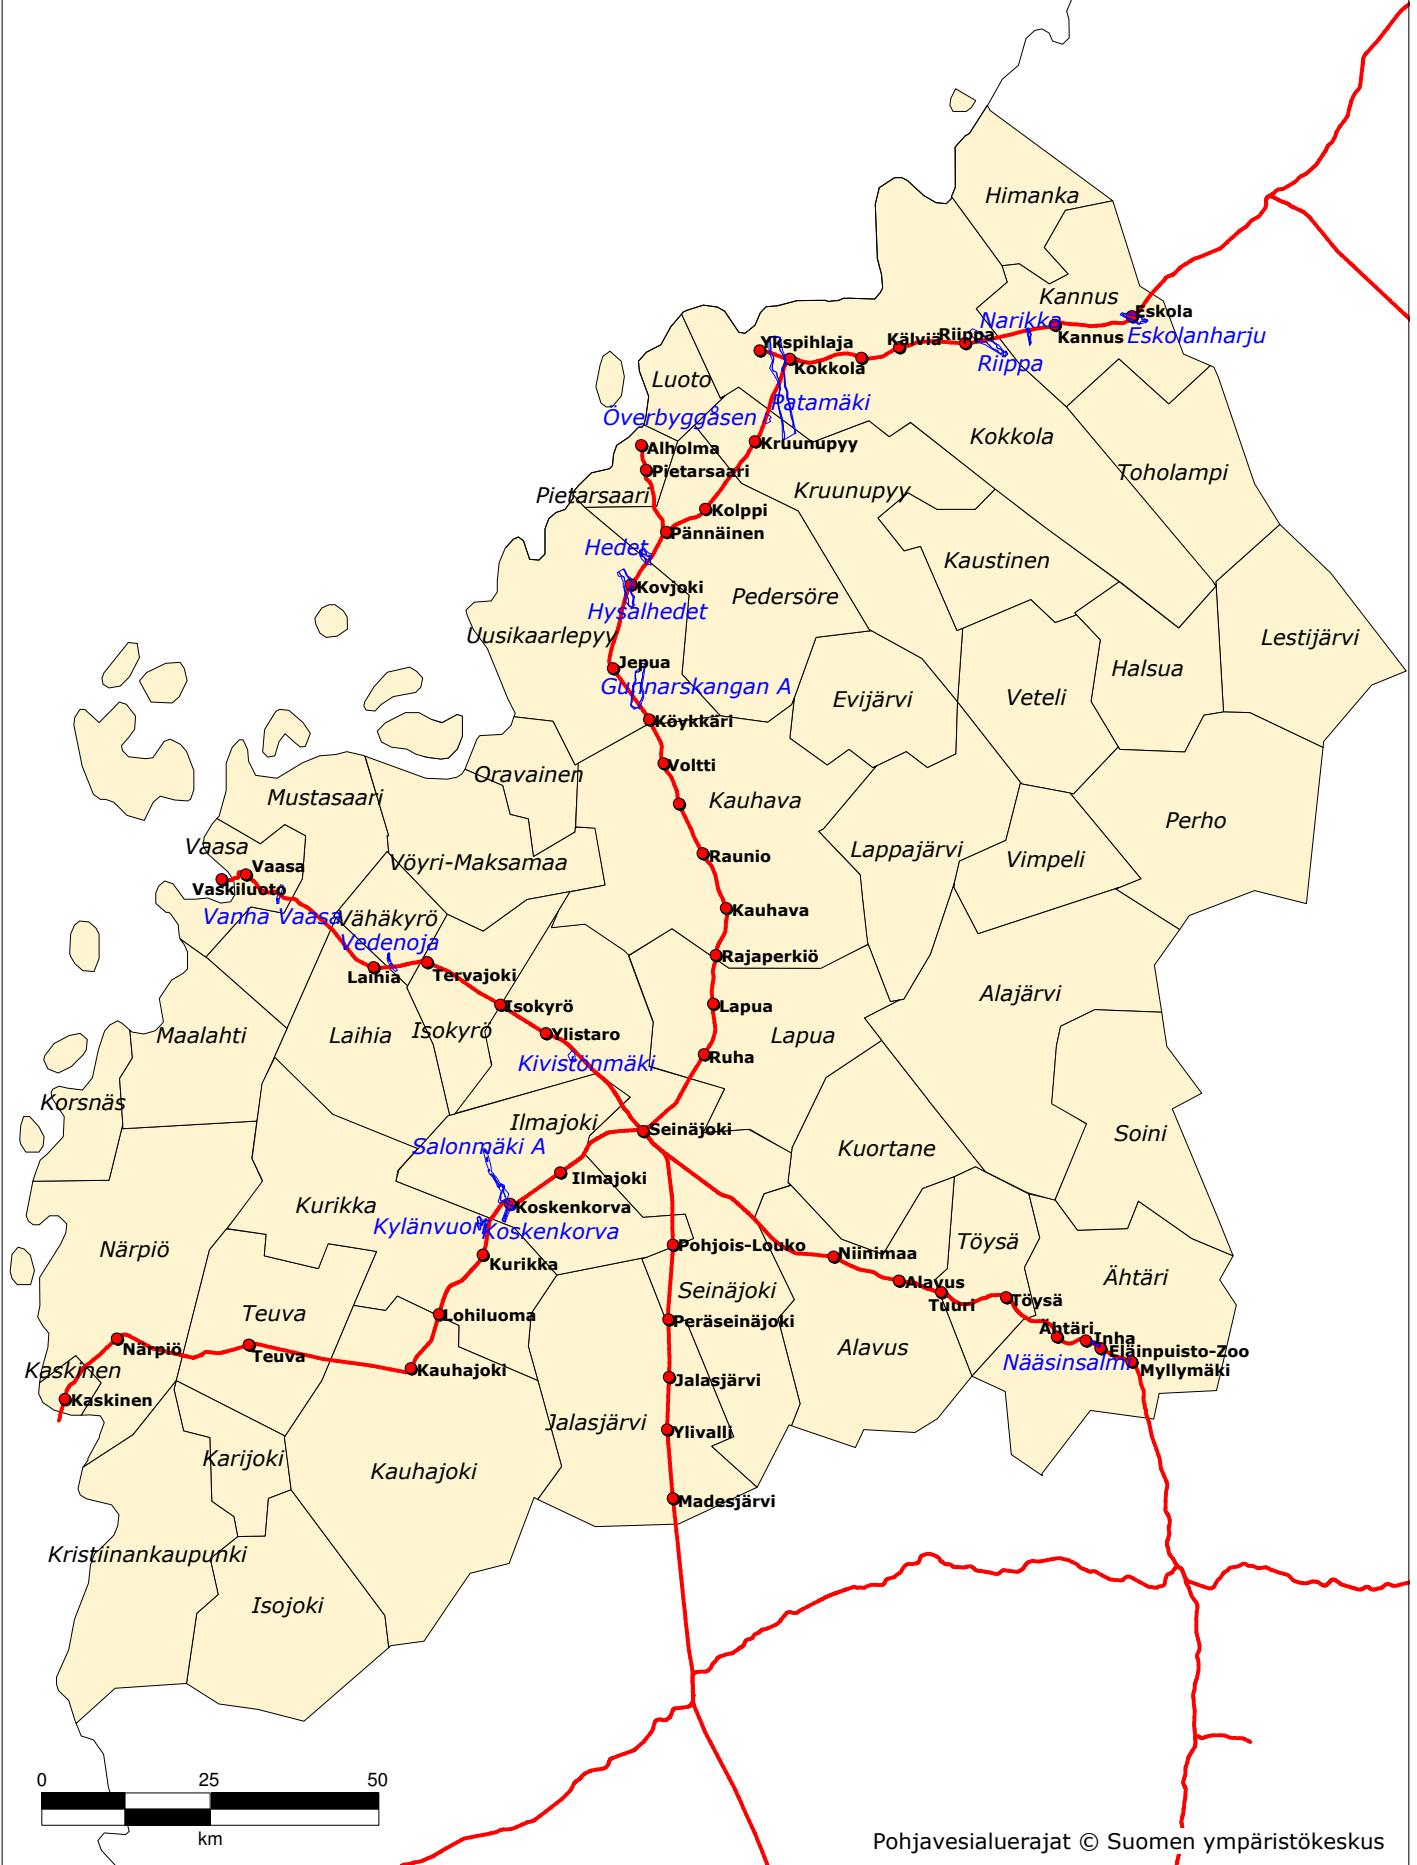 Himanka
Kannus
Eskola
Narikka
Kannus
Eskolanharju
Riippa
Kälviä
Riippa
Ykspihlaja
Kokkola
Luoto
Patamäki
Överbyggåsen
Kokkola
Alholma
Kruunupyy
Pietarsaari
Toholampi
Pietarsaari
Kruunupyy
Kolppi
Pännäinen
Hedet
Kaustinen
Kovjoki
Pedersöre
Hysalhedet
Uusikaarlepyy
Lestijärvi
Jepua
Halsua
Gunnarskangan A
Evijärvi
Veteli
Köykkäri
Voltti
Oravainen
Mustasaari
Kauhava
Perho
Vaasa
Lappajärvi
Raunio
Vimpeli
Vöyri-Maksamaa
Vaasa
Vaskiluoto
Kauhava
Vanha Vaasa
Vähäkyrö
Vedenoja
Rajaperkiö
Laihia
Tervajoki
Alajärvi
Isokyrö
Lapua
Maalahti
Laihia
Isokyrö
Ylistaro
Lapua
Kivistönmäki
Ruha
Korsnäs
Ilmajoki
Seinäjoki
Soini
Salonmäki A
Kuortane
Ilmajoki
Kurikka
Koskenkorva
Kylänvuori
Koskenkorva
Töysä
Närpiö
Pohjois-Louko
Niinimaa
Kurikka
Ähtäri
Seinäjoki
Alavus
Tuuri
Töysä
Teuva
Lohiluoma
Peräseinäjoki
Ähtäri
Inha
Närpiö
Teuva
Alavus
Eläinpuisto-Zoo
Nääsinsalmi
Myllymäki
Kaskinen
Kauhajoki
Jalasjärvi
Kaskinen
Jalasjärvi
Ylivalli
Karijoki
Kauhajoki
Madesjärvi
Kristiinankaupunki
Isojoki
0 25 50
km
Pohjavesialuerajat © Suomen ympäristökeskus